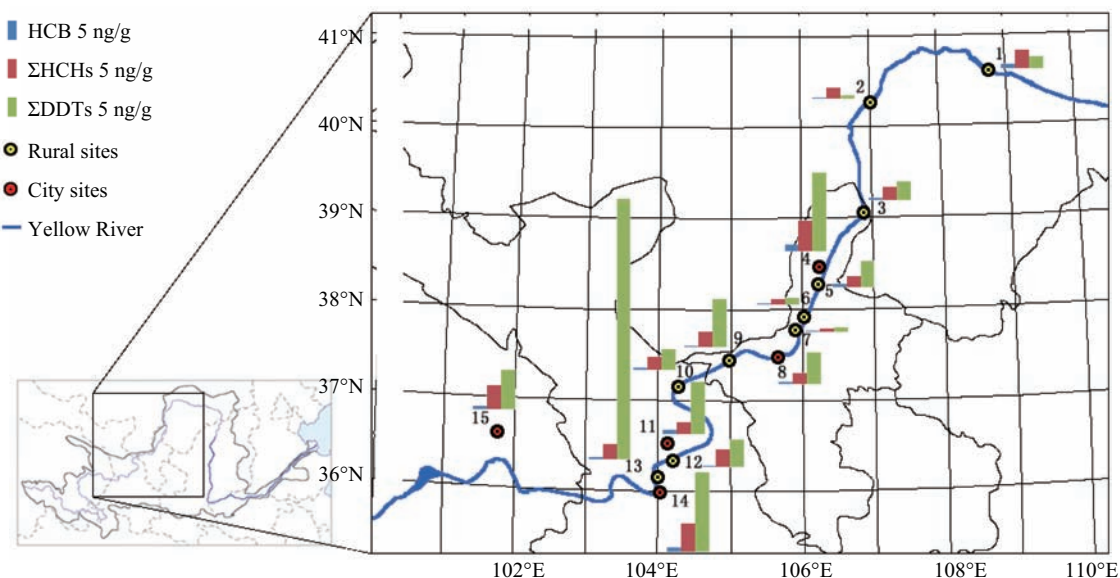 HCB 5 ng/g
ΣHCHs 5 ng/g
ΣDDTs 5 ng/g
Rural sites
City sites
Yellow River
41°N
40°N
39°N
38°N
37°N
36°N
1
2
3
4
5
6
7
8
9
10
11
12
13
14
15
102°E 104°E 106°E 108°E 110°E